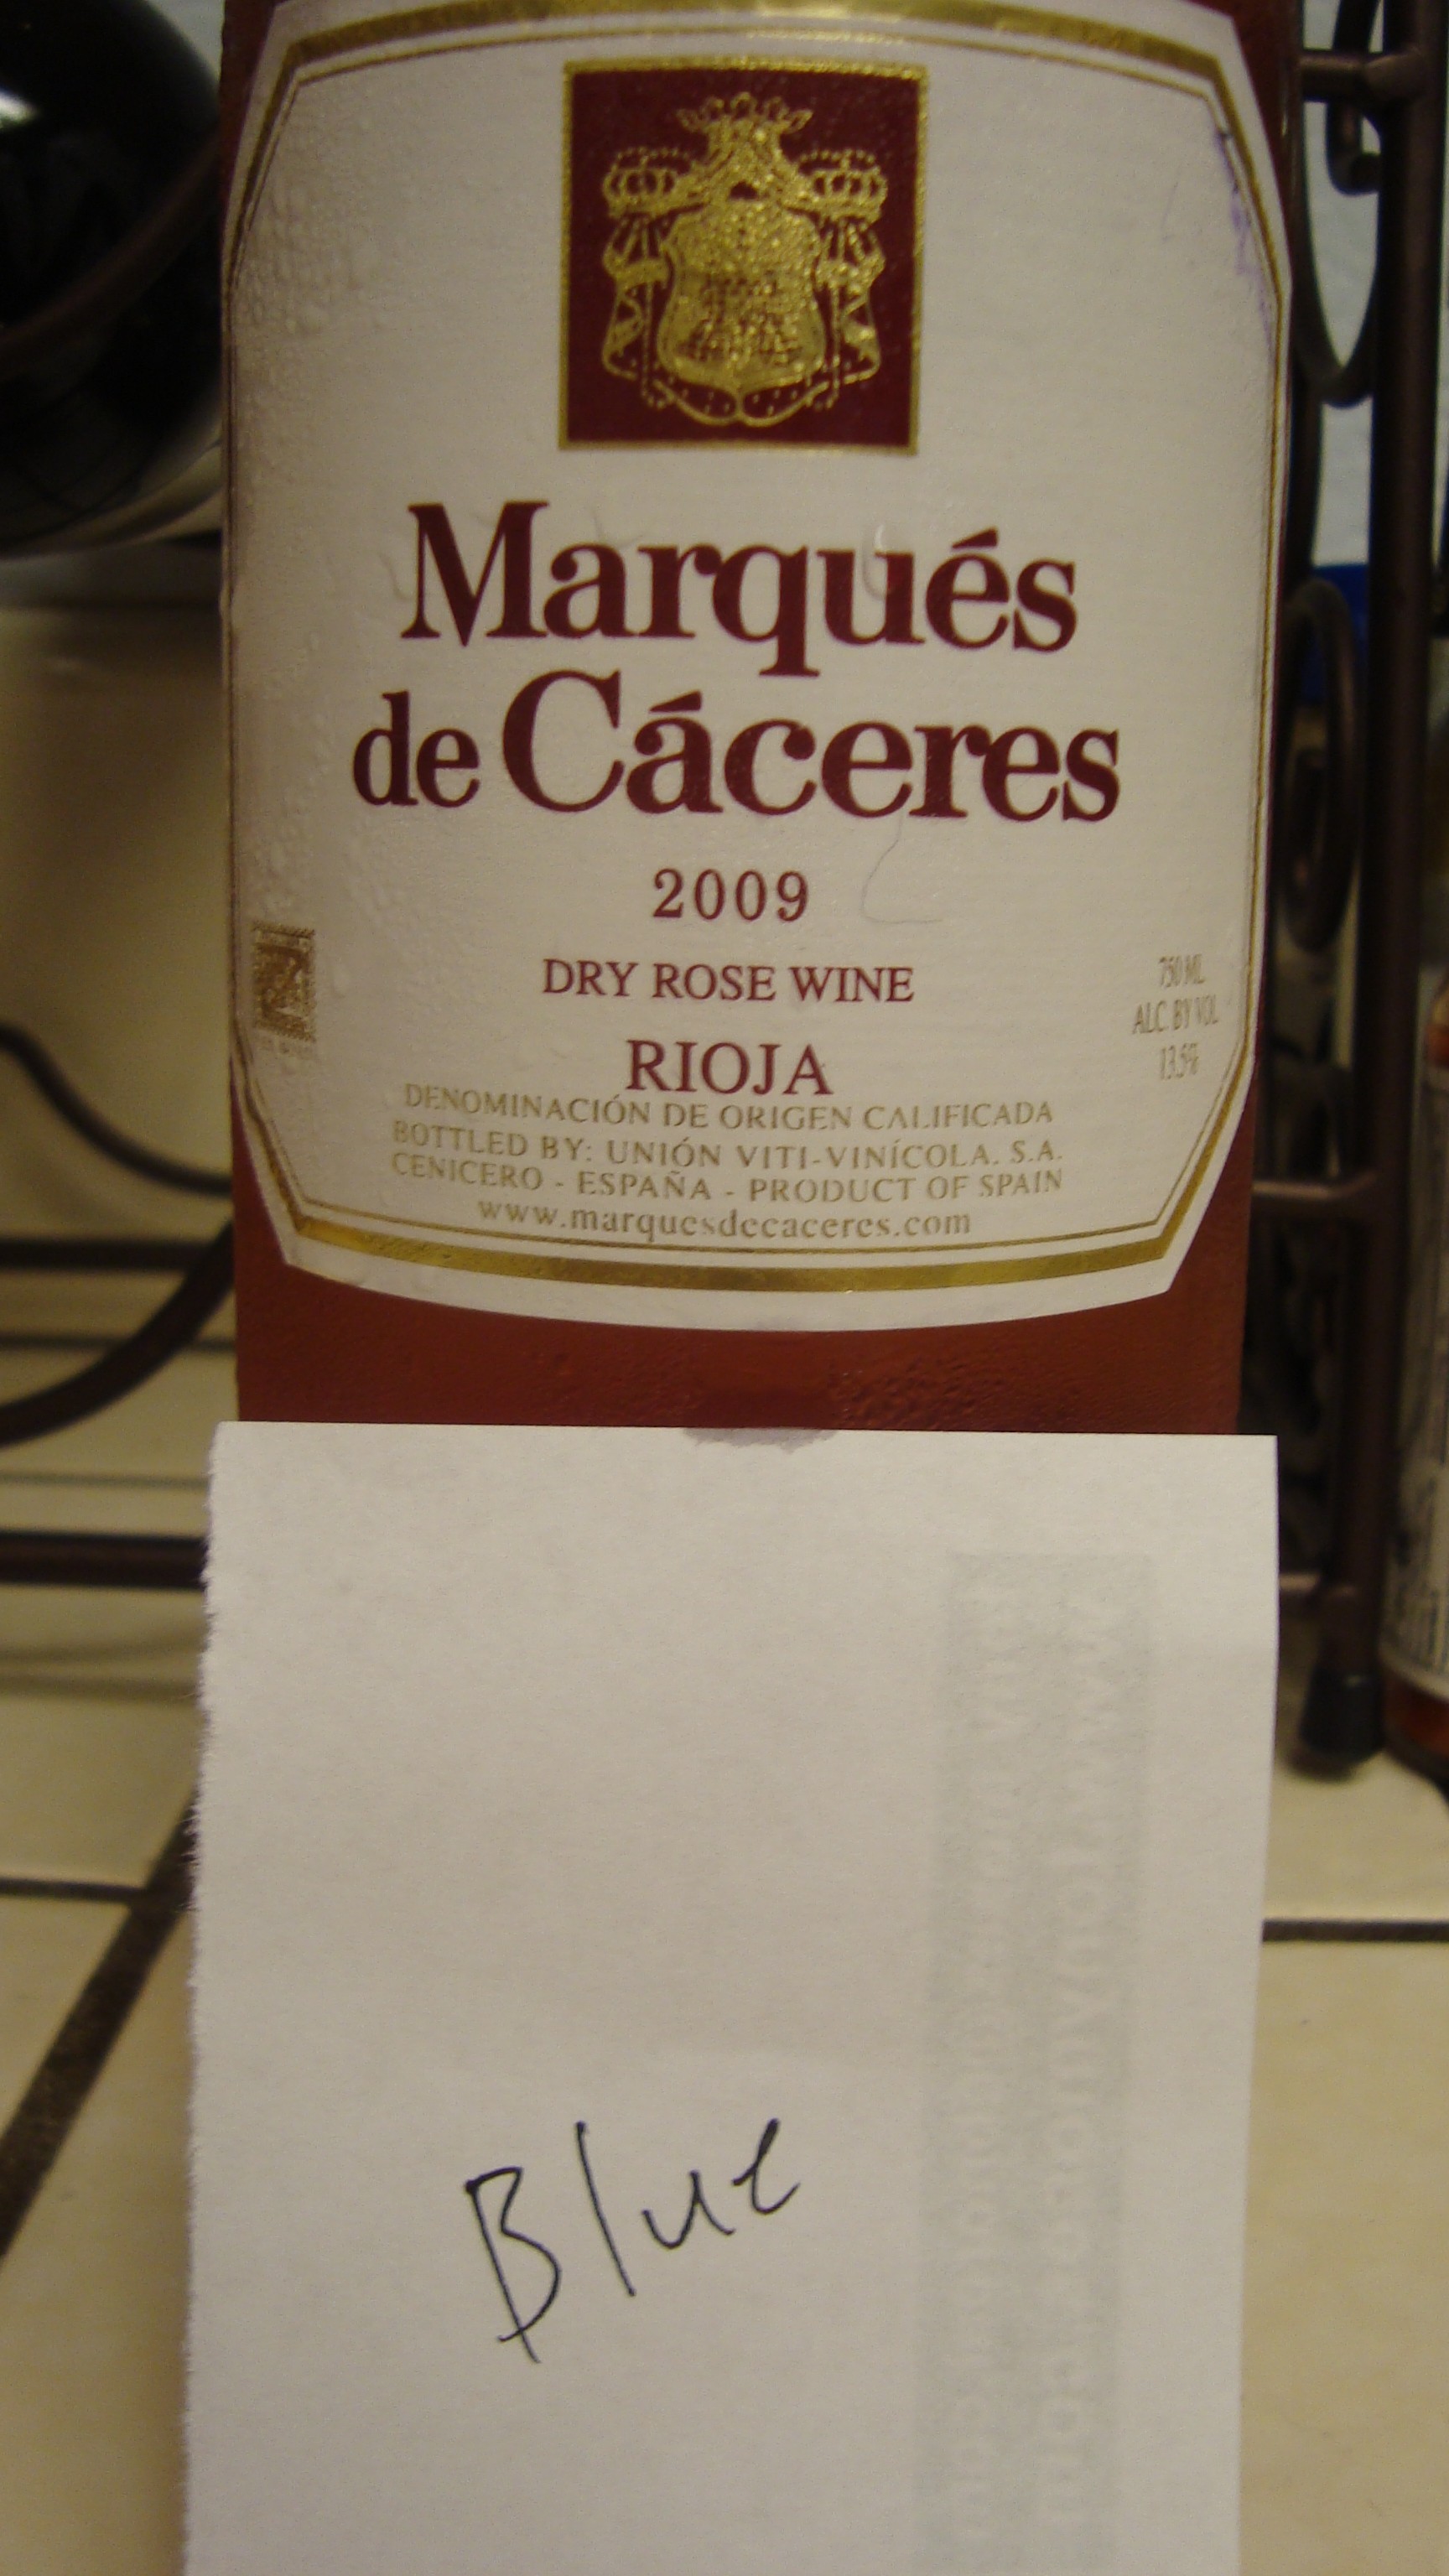 Marqués
de Cáceres
2009
DRY ROSE WINE
RIOJA
DENOMINACIÓN DE ORIGEN CALIFICADA
BOTTLED BY: UNIÓN VITI-VINÍCOLA. S.A.
CENICERO - ESPAÑA - PRODUCT OF SPAIN
www.marquesdecaceres.com
750 ML
ALC. BY VOL
13.5%
Blue